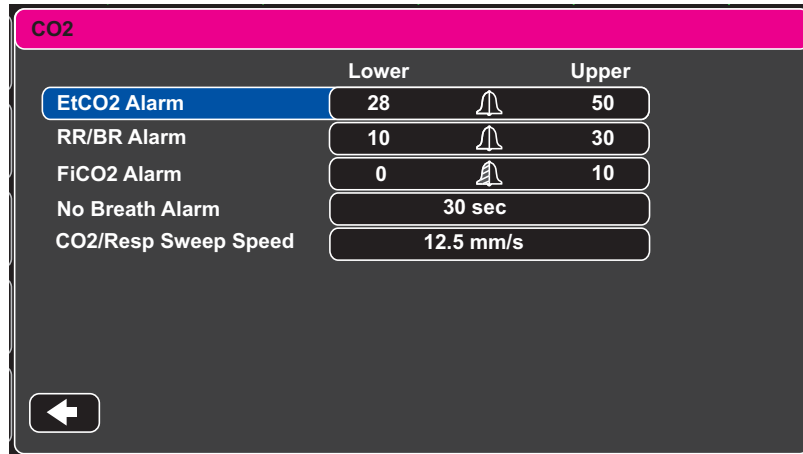 CO2
Lower Upper
EtCO2 Alarm 28 50
RR/BR Alarm 10 30
FiCO2 Alarm 0 10
No Breath Alarm 30 sec
CO2/Resp Sweep Speed 12.5 mm/s